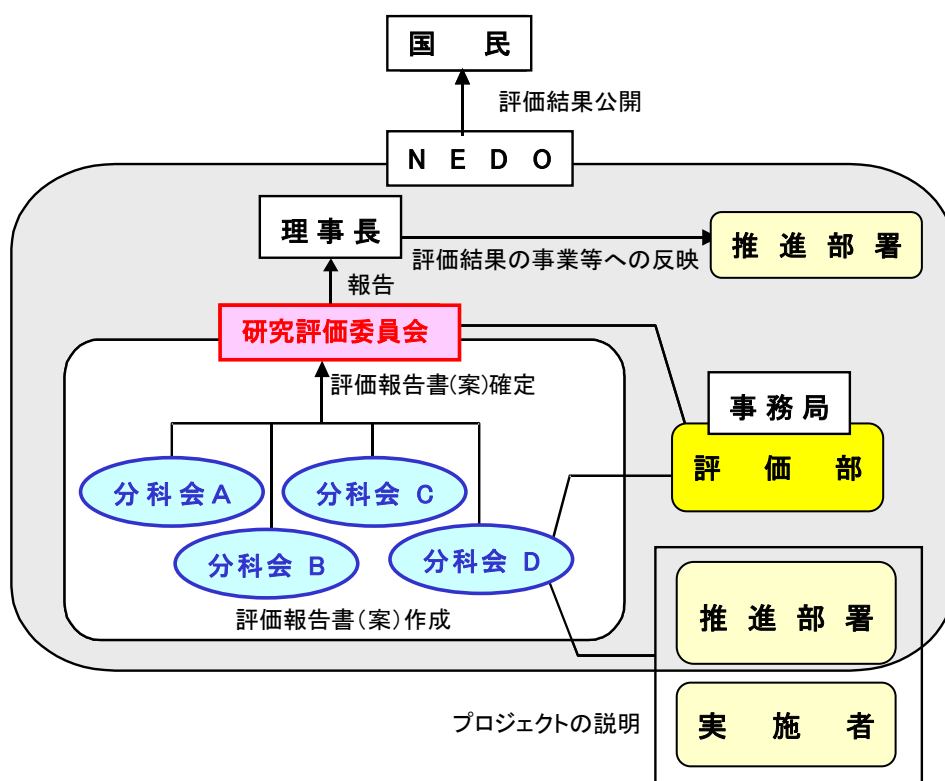 国 民
評価結果公開
N E D O
理事長
推進部署
評価結果の事業等への反映
報告
研究評価委員会
評価報告書(案)確定
事務局
評 価 部
分科会A
分科会 C
分科会 B
分科会 D
評価報告書(案)作成
推進部署
プロジェクトの説明
実 施 者